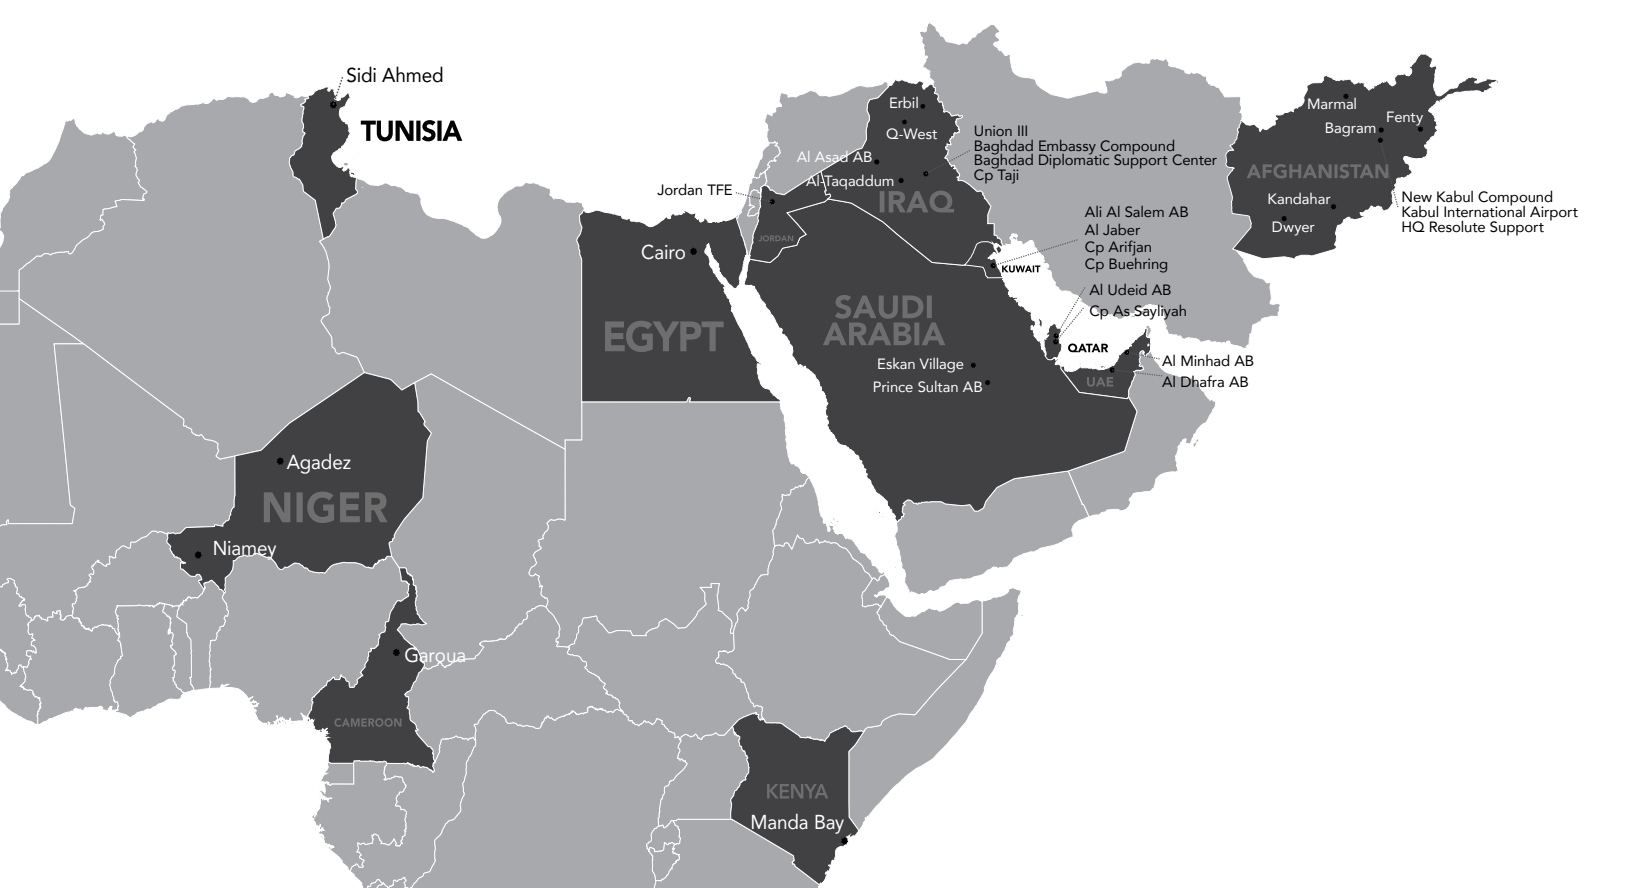 Sidi Ahmed
TUNISIA
Erbil
Q-West
Al Asad AB
Al-Taqaddum
IRAQ
Union III
Baghdad Embassy Compound
Baghdad Diplomatic Support Center
Cp Taji
Jordan TFE
JORDAN
Marmal
Bagram
Fenty
AFGHANISTAN
Kandahar
Dwyer
New Kabul Compound
Kabul International Airport
HQ Resolute Support
Cairo
EGYPT
Ali Al Salem AB
Al Jaber
Cp Arifjan
Cp Buehring
KUWAIT
Al Udeid AB
Cp As Sayliyah
QATAR
SAUDI
ARABIA
Eskan Village
Prince Sultan AB
Al Minhad AB
Al Dhafra AB
UAE
Agadez
NIGER
Niamey
Garoua
CAMEROON
KENYA
Manda Bay